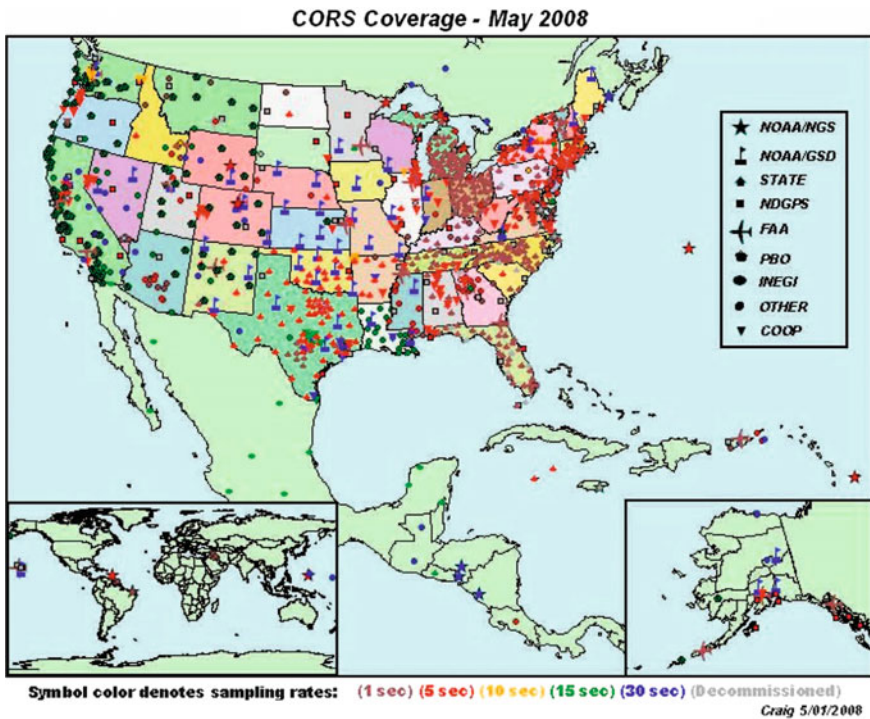 CORS Coverage - May 2008
NOAA/NGS
NOAA/GSD
STATE
NDGPS
FAA
PBO
INEGI
OTHER
COOP
Symbol color denotes sampling rates: (1 sec) (5 sec) (10 sec) (15 sec) (30 sec) (Decommissioned)
Craig 5/01/2008